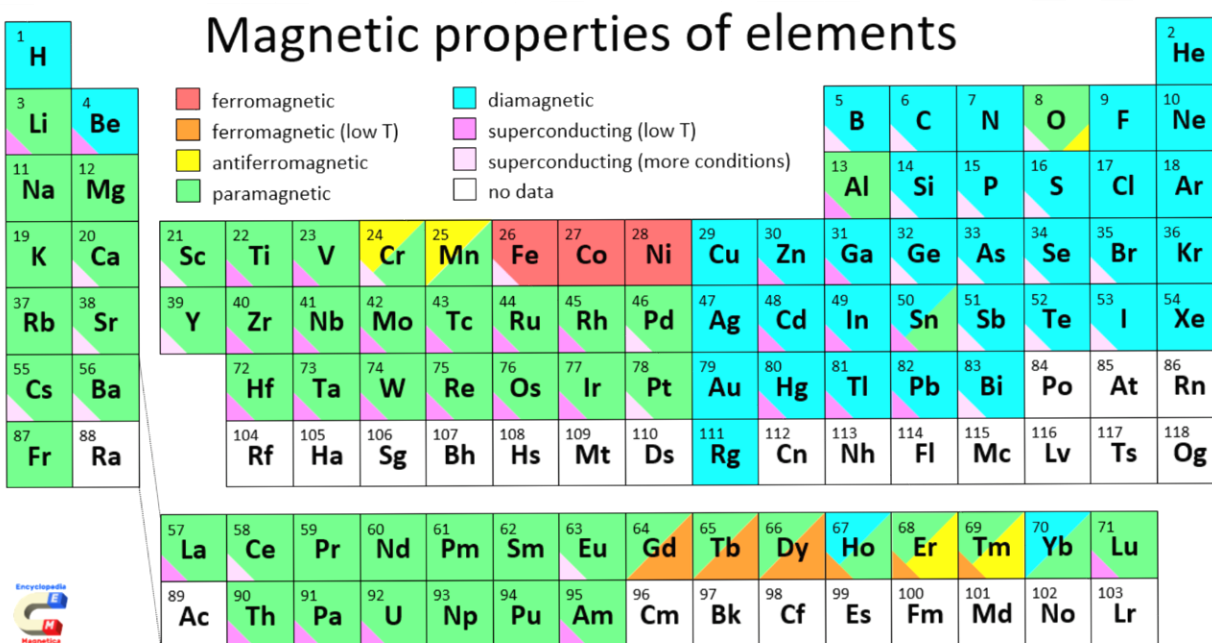 Magnetic properties of elements
1 2
H He
ferromagnetic diamagnetic
ferromagnetic (low T) superconducting (low T)
antiferromagnetic superconducting (more conditions)
paramagnetic no data
3 4 5 6 7 8 9 10
Li Be B C N O F Ne
11 12 13 14 15 16 17 18
Na Mg Al Si P S Cl Ar
19 20 21 22 23 24 25 26 27 28 29 30 31 32 33 34 35 36
K Ca Sc Ti V Cr Mn Fe Co Ni Cu Zn Ga Ge As Se Br Kr
37 38 39 40 41 42 43 44 45 46 47 48 49 50 51 52 53 54
Rb Sr Y Zr Nb Mo Tc Ru Rh Pd Ag Cd In Sn Sb Te I Xe
55 56 72 73 74 75 76 77 78 79 80 81 82 83 84 85 86
Cs Ba Hf Ta W Re Os Ir Pt Au Hg Tl Pb Bi Po At Rn
87 88 104 105 106 107 108 109 110 111 112 113 114 115 116 117 118
Fr Ra Rf Ha Sg Bh Hs Mt Ds Rg Cn Nh Fl Mc Lv Ts Og
57 58 59 60 61 62 63 64 65 66 67 68 69 70 71
La Ce Pr Nd Pm Sm Eu Gd Tb Dy Ho Er Tm Yb Lu
89 90 91 92 93 94 95 96 97 98 99 100 101 102 103
Ac Th Pa U Np Pu Am Cm Bk Cf Es Fm Md No Lr
Encyclopedia
E
M
Magnetica